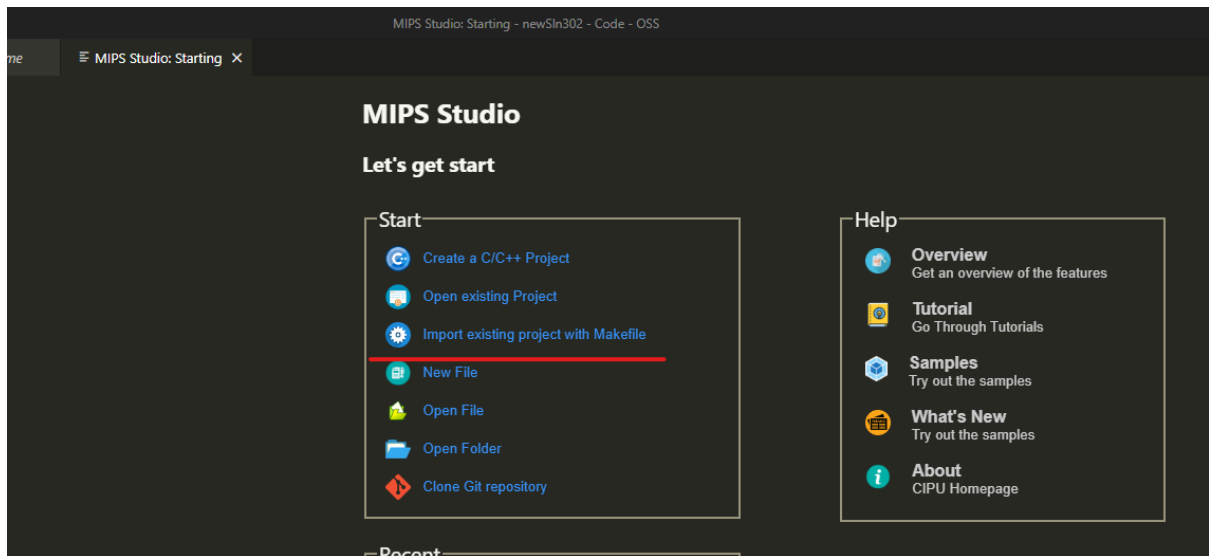 MIPS Studio: Starting - newSln302 - Code - OSS
me
MIPS Studio: Starting
MIPS Studio
Let's get start
Start
Create a C/C++ Project
Open existing Project
Import existing project with Makefile
New File
Open File
Open Folder
Clone Git repository
Help
Overview
Get an overview of the features
Tutorial
Go Through Tutorials
Samples
Try out the samples
What's New
Try out the samples
About
CIPU Homepage
Recent